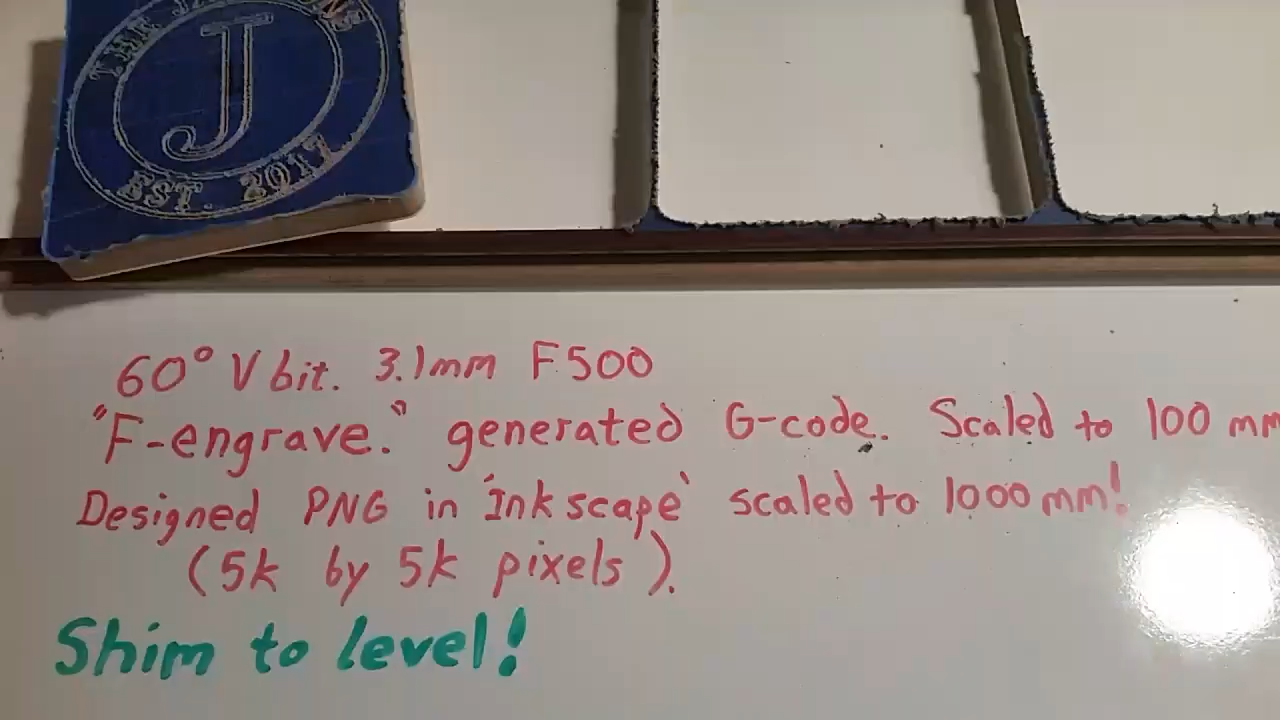 THE
J
EST. 2017
60° V bit. 3.1mm F500
"F-engrave." generated G-code. Scaled to 100 mm
Designed PNG in 'Inkscape' scaled to 1000mm!
(5k by 5k pixels).
Shim to level!